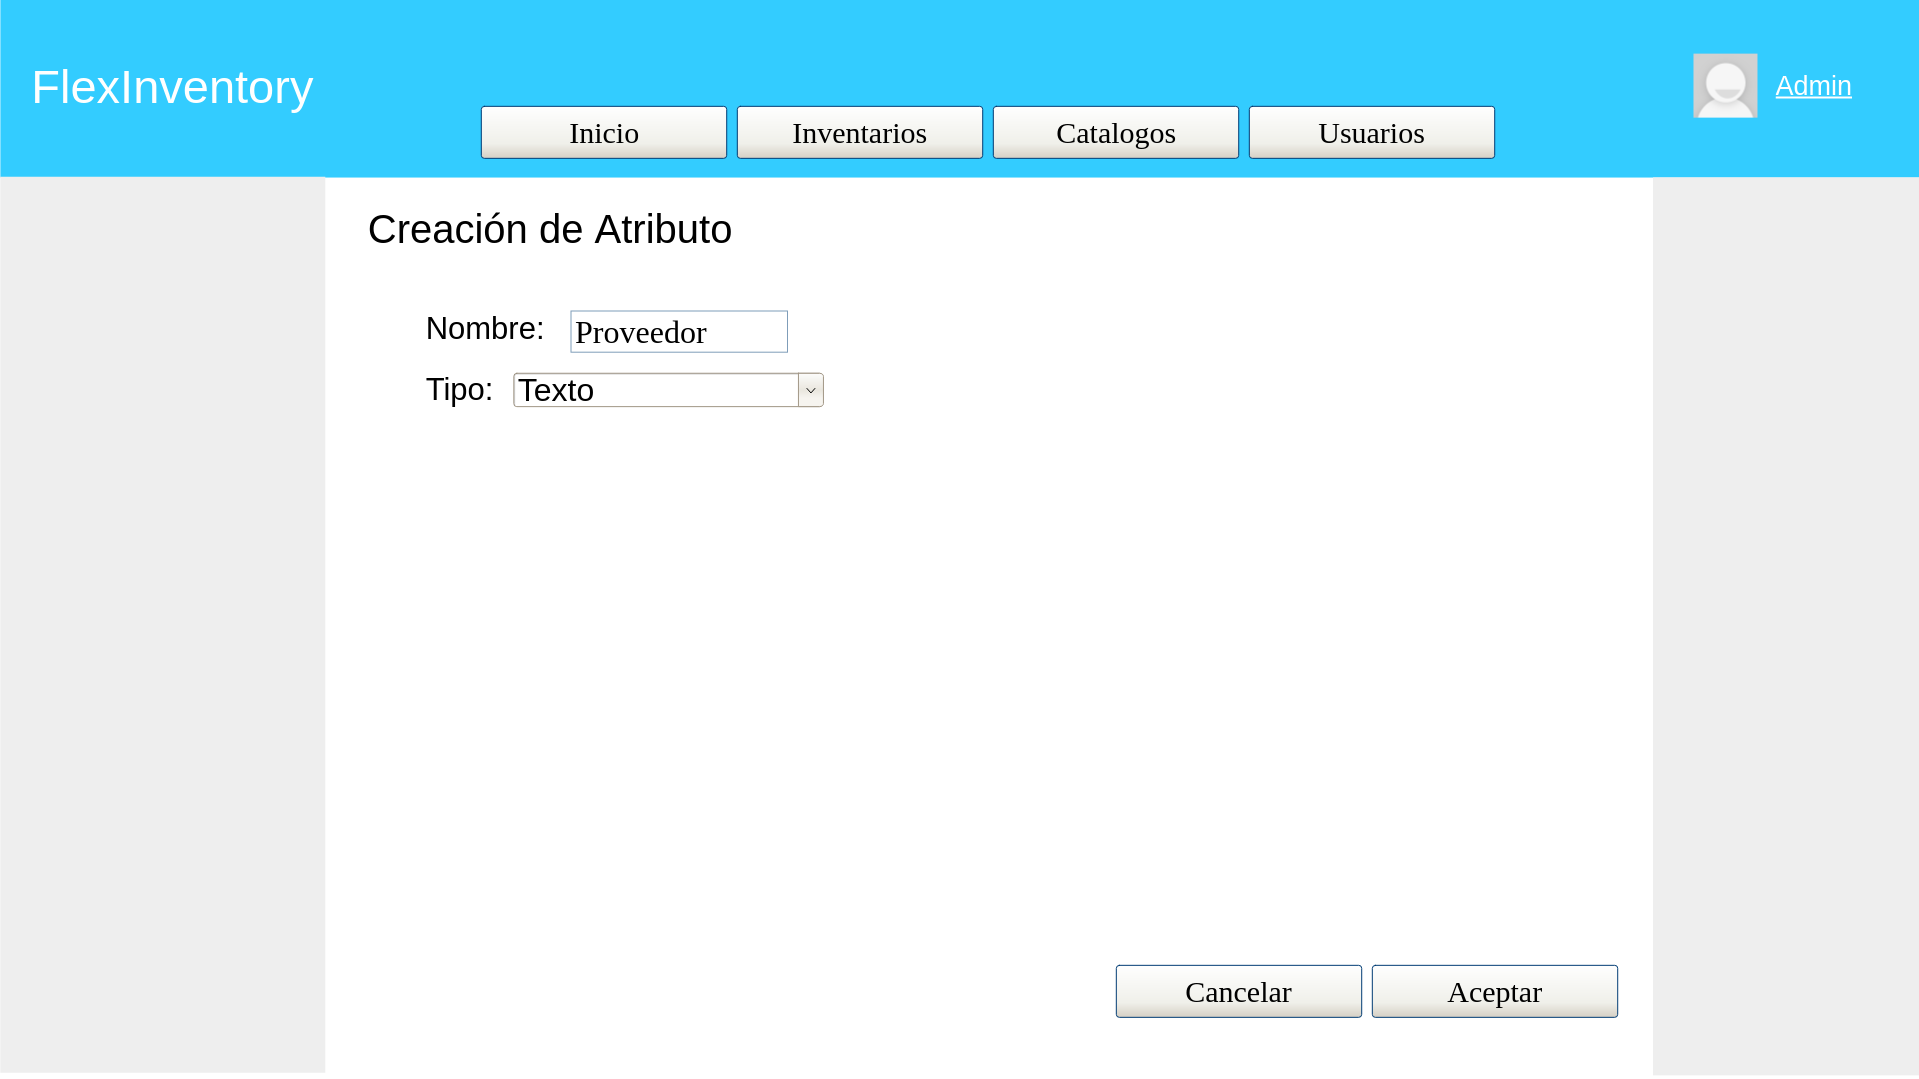 FlexInventory
Admin
Inicio Inventarios Catalogos Usuarios
Creación de Atributo
Nombre: Proveedor
Tipo: Texto
Cancelar Aceptar